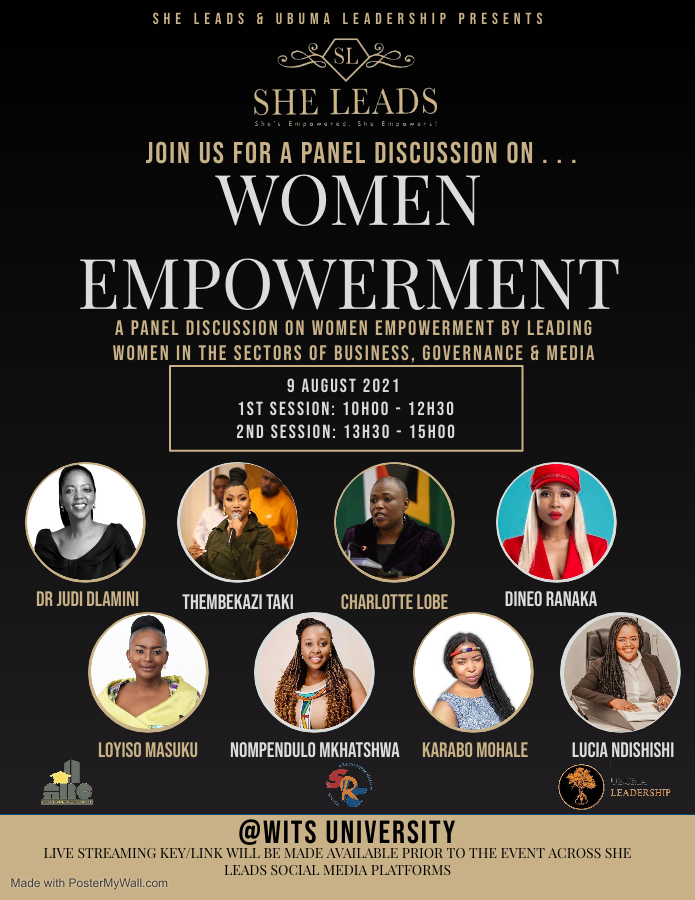 SHE LEADS & UBUMA LEADERSHIP PRESENTS
SL
SHE LEADS
She's Empowered, She Empowers!
JOIN US FOR A PANEL DISCUSSION ON . . .
WOMEN
EMPOWERMENT
A PANEL DISCUSSION ON WOMEN EMPOWERMENT BY LEADING
WOMEN IN THE SECTORS OF BUSINESS, GOVERNANCE & MEDIA
9 AUGUST 2021
1ST SESSION: 10H00 - 12H30
2ND SESSION: 13H30 - 15H00
DR JUDI DLAMINI
THEMBEKAZI TAKI
CHARLOTTE LOBE
DINEO RANAKA
LOYISO MASUKU
NOMPENDULO MKHATSHWA
KARABO MOHALE
LUCIA NDISHISHI
SRC
UBUMA
LEADERSHIP
@WITS UNIVERSITY
LIVE STREAMING KEY/LINK WILL BE MADE AVAILABLE PRIOR TO THE EVENT ACROSS SHE
LEADS SOCIAL MEDIA PLATFORMS
Made with PosterMyWall.com